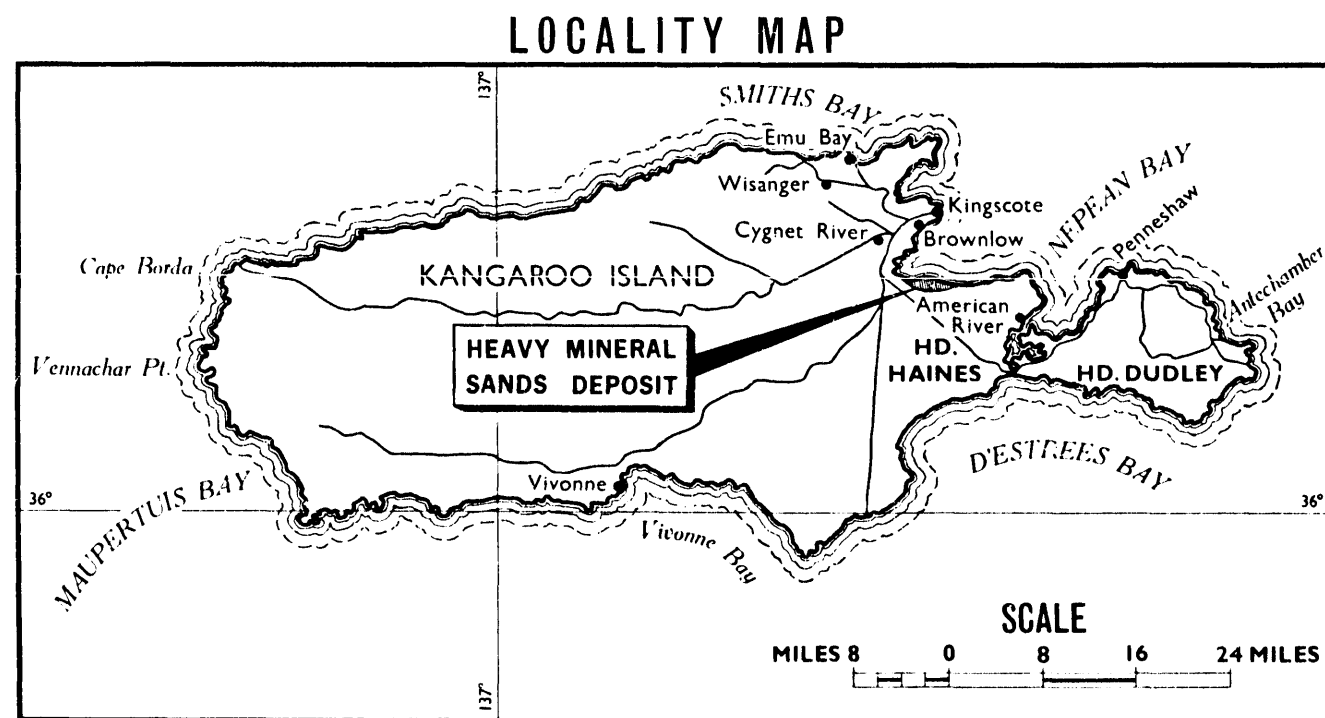 LOCALITY MAP
137°
SMITHS BAY
Emu Bay
Wisanger
Kingscote
NEPEAN BAY
Cygnet River
Brownlow
Penneshaw
Cape Borda
KANGAROO ISLAND
Antechamber
Bay
American
River
HEAVY MINERAL
SANDS DEPOSIT
HD.
HAINES
HD. DUDLEY
Vennachar Pt.
D'ESTREES BAY
MAUPERTUIS BAY
Vivonne
36°
36°
Vivonne Bay
SCALE
MILES 8 0 8 16 24 MILES
137°